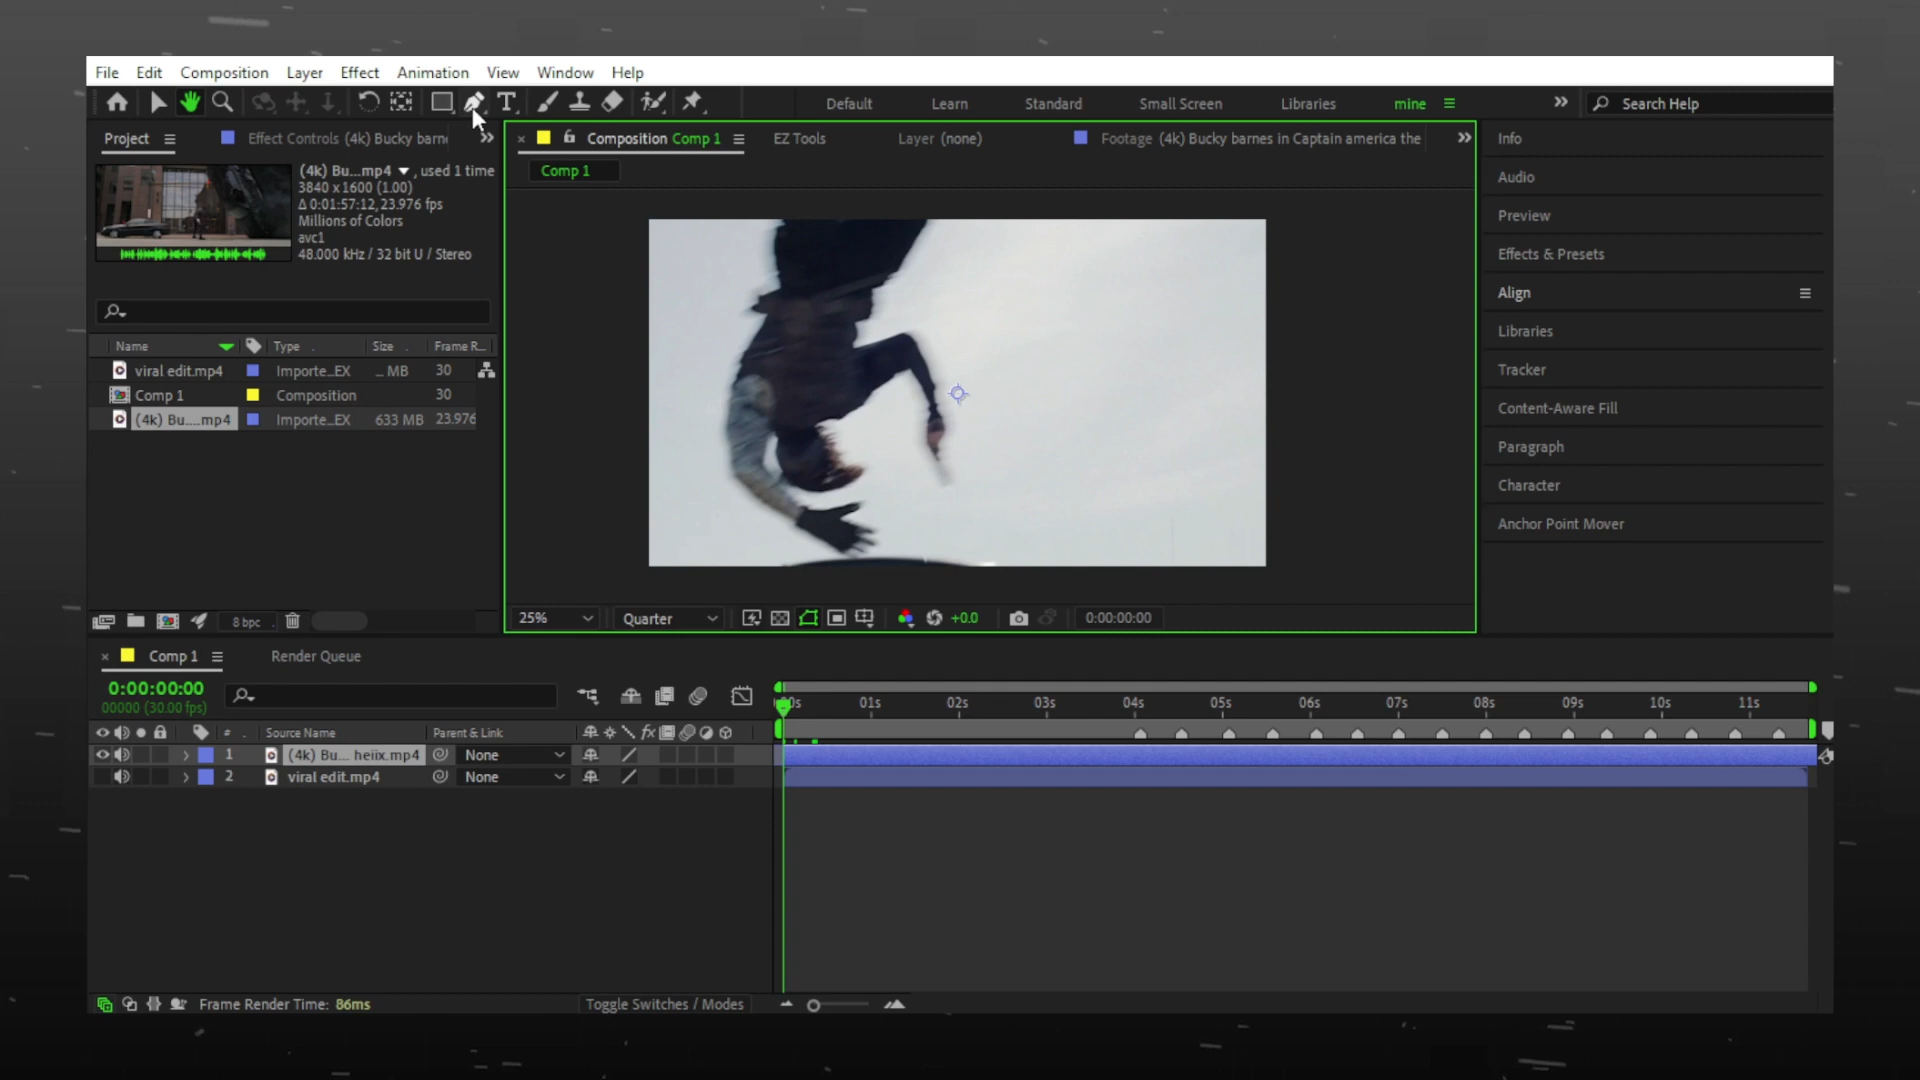 File Edit Composition Layer Effect Animation View Window Help
Default Learn Standard Small Screen Libraries mine Search Help
Project Effect Controls (4k) Bucky barne
Composition Comp 1 EZ Tools Layer (none) Footage (4k) Bucky barnes in Captain america the
Comp 1
(4k) Bu...mp4 , used 1 time
3840 x 1600 (1.00)
Δ 0:01:57:12, 23.976 fps
Millions of Colors
avc1
48.000 kHz / 32 bit U / Stereo
Name Type Size Frame R...
viral edit.mp4 Importe...EX ... MB 30
Comp 1 Composition 30
(4k) Bu....mp4 Importe...EX 633 MB 23.976
8 bpc
25% Quarter +0.0 0:00:00:00
Info
Audio
Preview
Effects & Presets
Align
Libraries
Tracker
Content-Aware Fill
Paragraph
Character
Anchor Point Mover
Comp 1 Render Queue
0:00:00:00
00000 (30.00 fps)
0s 01s 02s 03s 04s 05s 06s 07s 08s 09s 10s 11s
# Source Name Parent & Link fx
1 (4k) Bu... heiix.mp4 None
2 viral edit.mp4 None
Frame Render Time: 86ms Toggle Switches / Modes